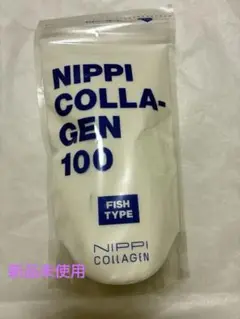 NIPPI
COLLA-
GEN
100
FISH
TYPE
NIPPI
COLLAGEN
新品未使用